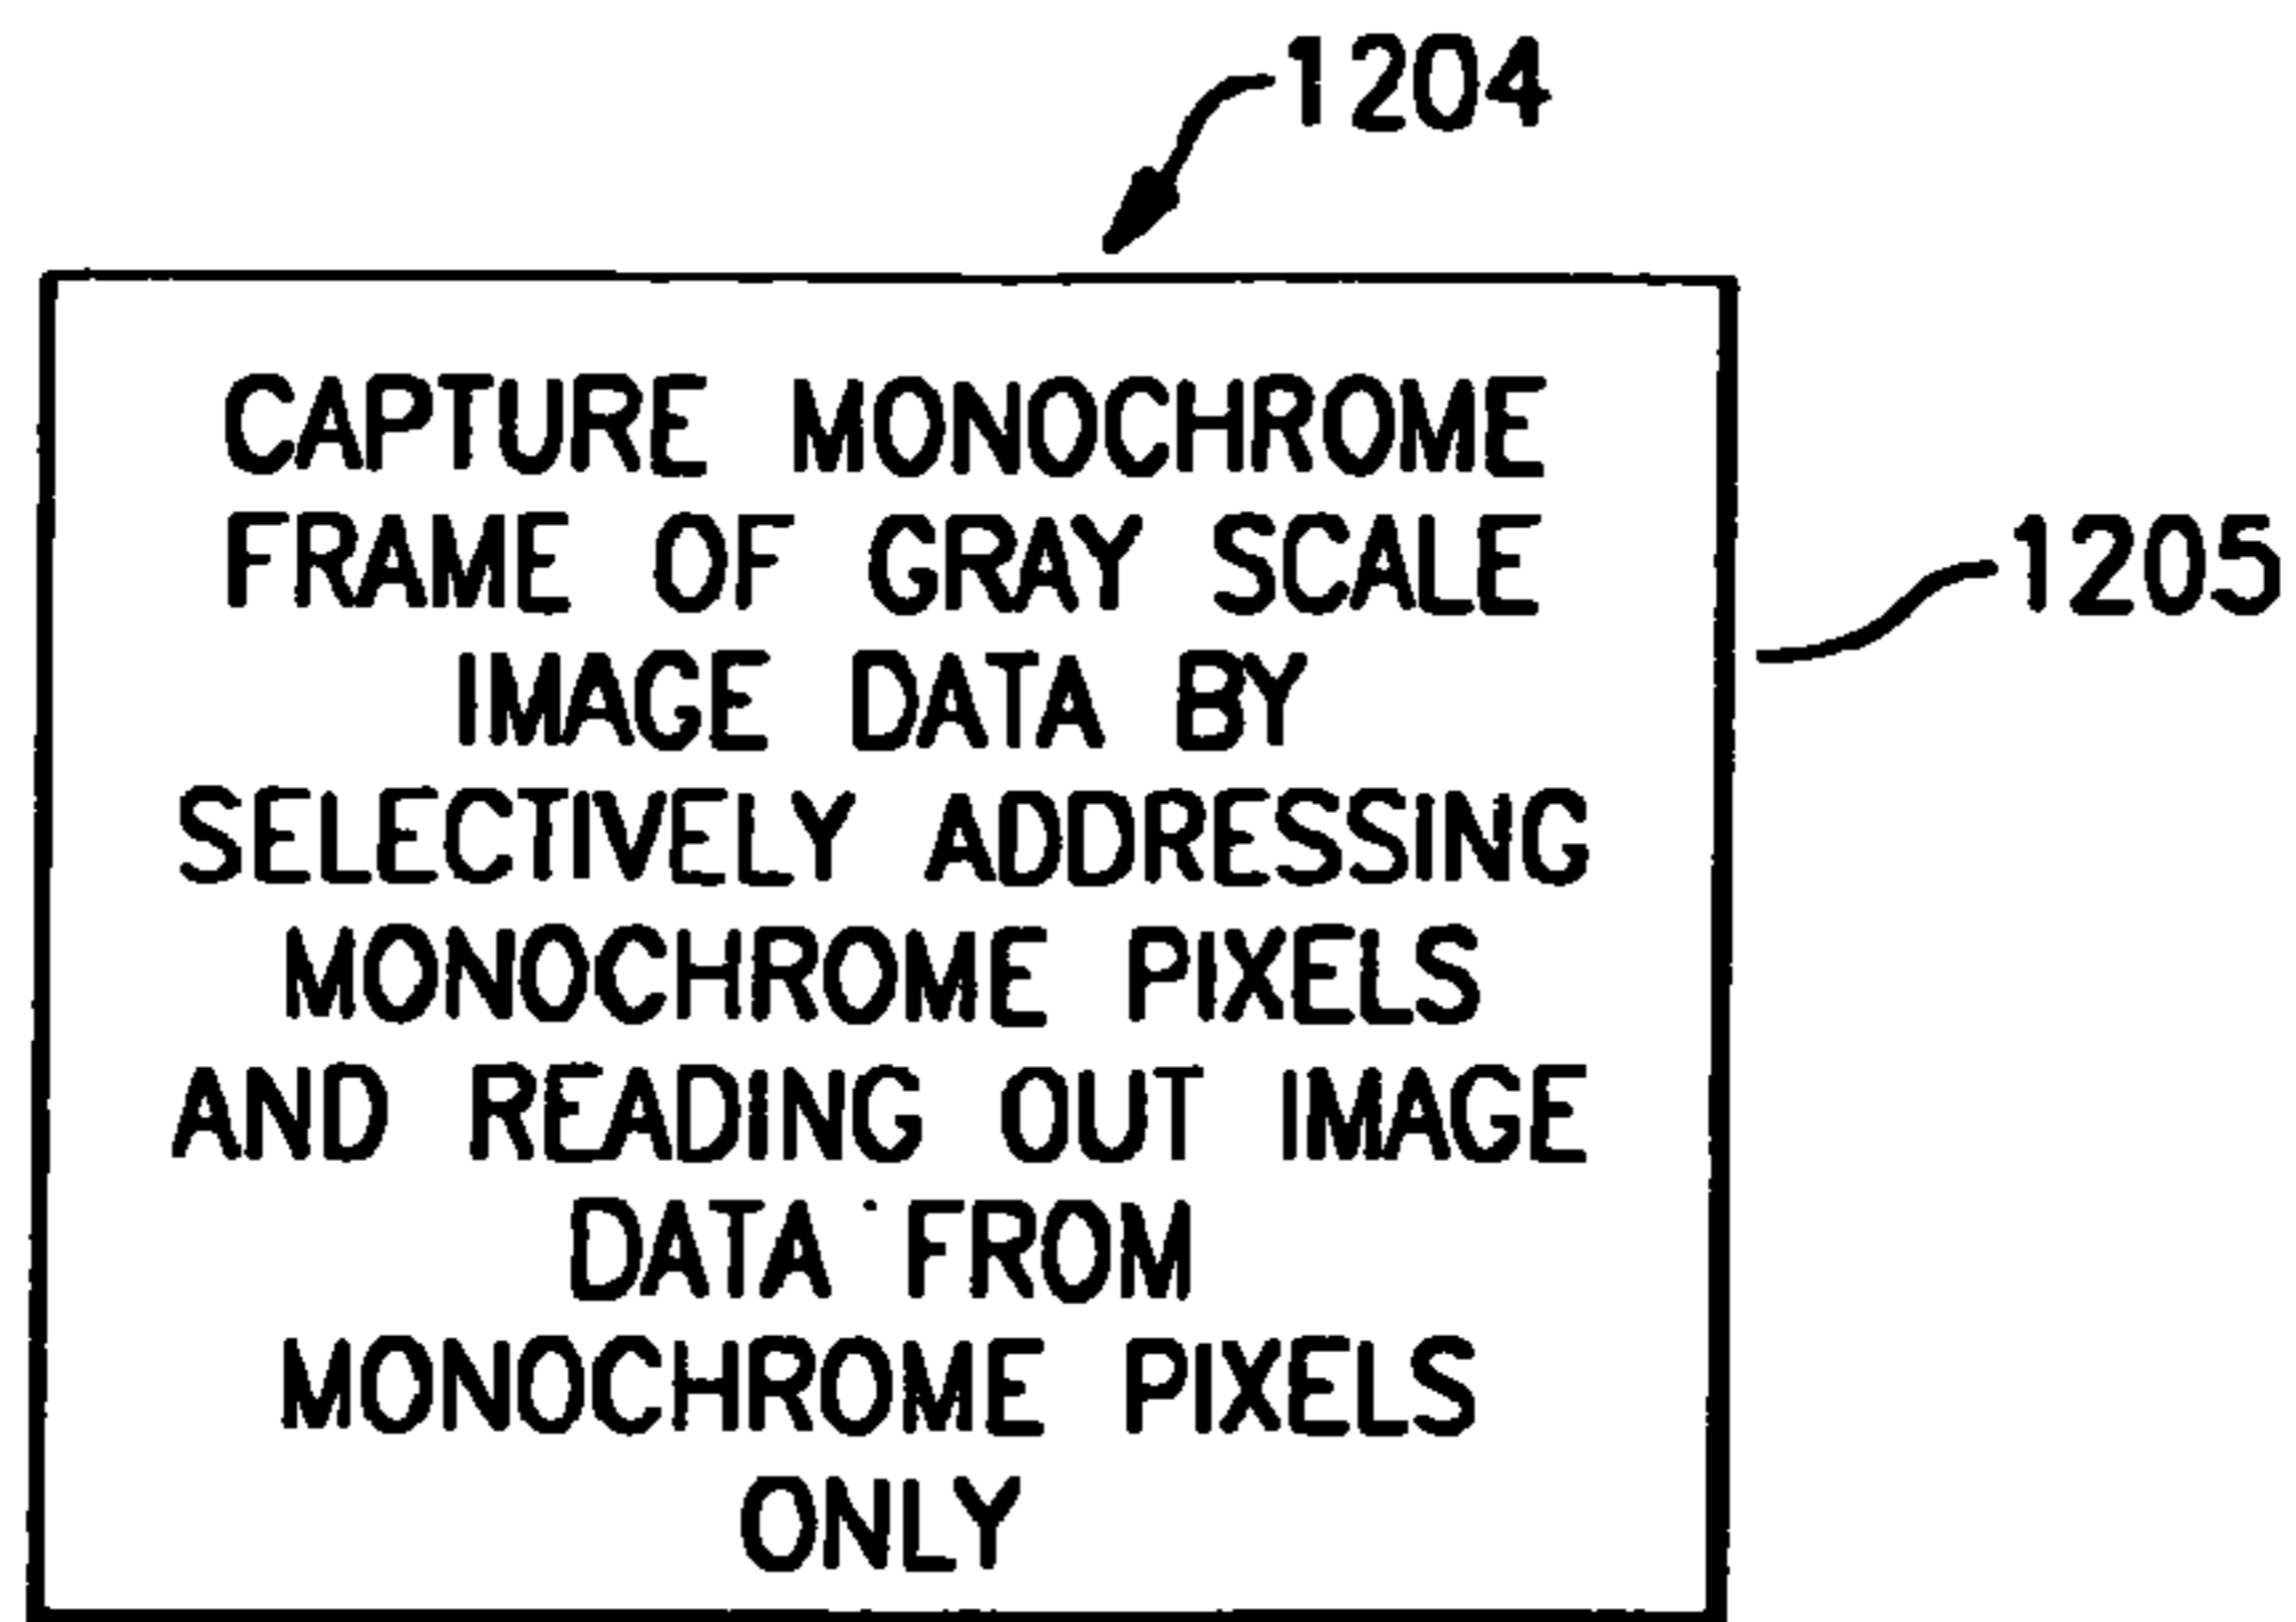 1204
CAPTURE MONOCHROME
FRAME OF GRAY SCALE
1205
IMAGE DATA BY
SELECTIVELY ADDRESSING
MONOCHROME PIXELS
AND READING OUT IMAGE
DATA FROM
MONOCHROME PIXELS
ONLY